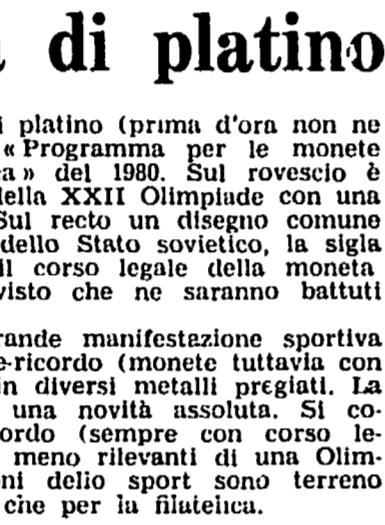 di platino
i platino (prima d'ora non ne
« Programma per le monete
a » del 1980. Sul rovescio è
della XXII Olimpiade con una
Sul recto un disegno comune
dello Stato sovietico, la sigla
il corso legale della moneta
visto che ne saranno battuti
rande manifestazione sportiva
e-ricordo (monete tuttavia con
in diversi metalli pregiati. La
una novità assoluta. Si co-
ordo (sempre con corso le-
meno rilevanti di una Olim-
ni dello sport sono terreno
che per la filatelica.